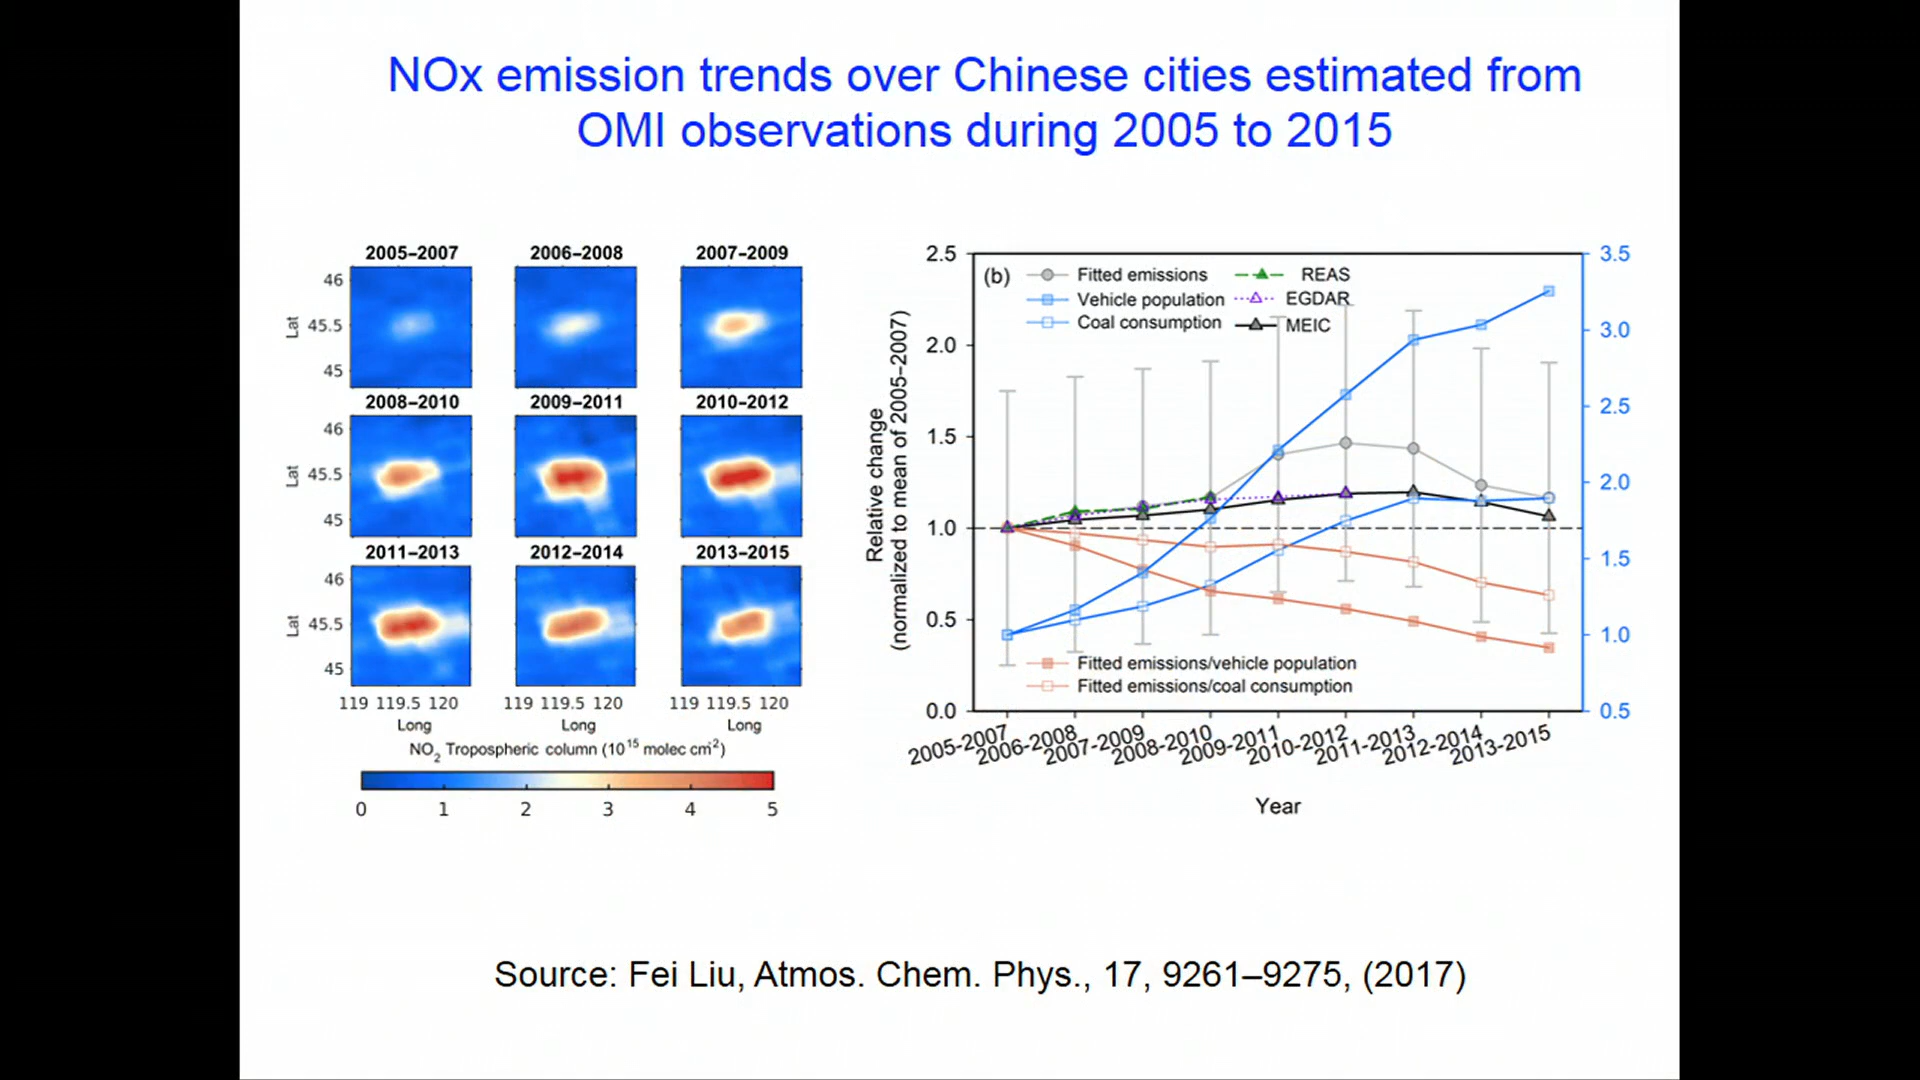 NOx emission trends over Chinese cities estimated from
OMI observations during 2005 to 2015
2005–2007
2006–2008
2007–2009
46
45.5
45
Lat
2008–2010
2009–2011
2010–2012
46
45.5
45
Lat
2011–2013
2012–2014
2013–2015
46
45.5
45
Lat
119 119.5 120
119 119.5 120
119 119.5 120
Long
Long
Long
NO2 Tropospheric column (10^15 molec cm^2)
0 1 2 3 4 5
2.5
2.0
1.5
1.0
0.5
0.0
Relative change
(normalized to mean of 2005–2007)
(b)
Fitted emissions
Vehicle population
Coal consumption
REAS
EGDAR
MEIC
Fitted emissions/vehicle population
Fitted emissions/coal consumption
3.5
3.0
2.5
2.0
1.5
1.0
0.5
2005-2007
2006-2008
2007-2009
2008-2010
2009-2011
2010-2012
2011-2013
2012-2014
2013-2015
Year
Source: Fei Liu, Atmos. Chem. Phys., 17, 9261–9275, (2017)